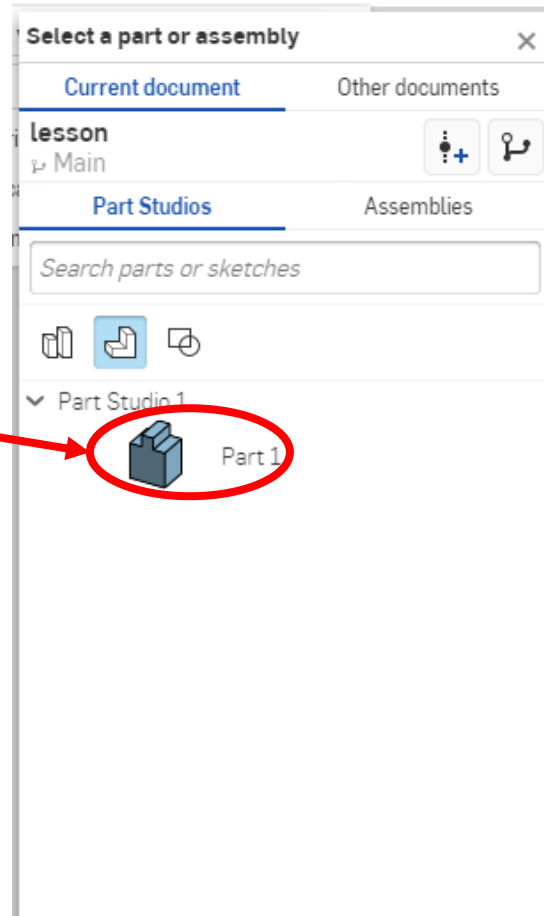 Select a part or assembly
Current document Other documents
lesson
Main
Part Studios Assemblies
Search parts or sketches
Part Studio 1
Part 1